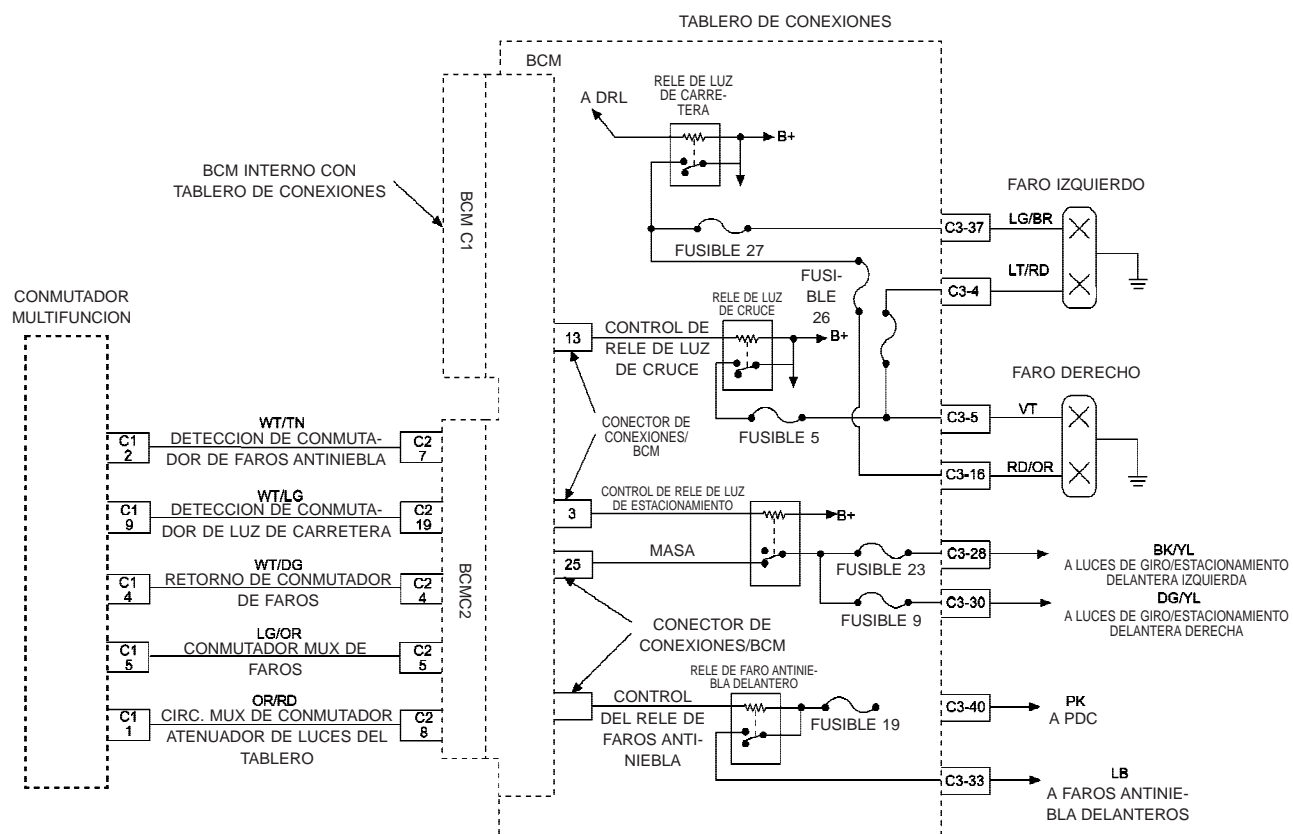 TABLERO DE CONEXIONES
BCM
RELE DE LUZ
DE CARRE-
TERA
A DRL
B+
BCM INTERNO CON
TABLERO DE CONEXIONES
BCM C1
FARO IZQUIERDO
C3-37
LG/BR
FUSIBLE 27
C3-4
LT/RD
FUSI-
BLE
26
CONMUTADOR
MULTIFUNCION
RELE DE LUZ
DE CRUCE
13
CONTROL DE
RELE DE LUZ
DE CRUCE
B+
FARO DERECHO
C3-5
VT
FUSIBLE 5
CONECTOR DE
CONEXIONES/
BCM
C3-16
RD/OR
C1
2
WT/TN
DETECCION DE CONMUTA-
DOR DE FAROS ANTINIEBLA
C2
7
C1
9
WT/LG
DETECCION DE CONMUTA-
DOR DE LUZ DE CARRETERA
C2
19
3
CONTROL DE RELE DE LUZ
DE ESTACIONAMIENTO
B+
25
MASA
FUSIBLE 23
C3-28
BK/YL
A LUCES DE GIRO/ESTACIONAMIENTO
DELANTERA IZQUIERDA
C1
4
WT/DG
RETORNO DE CONMUTADOR
DE FAROS
C2
4
BCMC2
FUSIBLE 9
C3-30
DG/YL
A LUCES DE GIRO/ESTACIONAMIENTO
DELANTERA DERECHA
C1
5
LG/OR
CONMUTADOR MUX DE
FAROS
C2
5
CONECTOR DE
CONEXIONES/BCM
RELE DE FARO ANTINIE-
BLA DELANTERO
C1
1
OR/RD
CIRC. MUX DE CONMUTADOR
ATENUADOR DE LUCES DEL
TABLERO
C2
8
CONTROL
DEL RELE DE
FAROS ANTI-
NIEBLA
FUSIBLE 19
C3-40
PK
A PDC
C3-33
LB
A FAROS ANTINIE-
BLA DELANTEROS